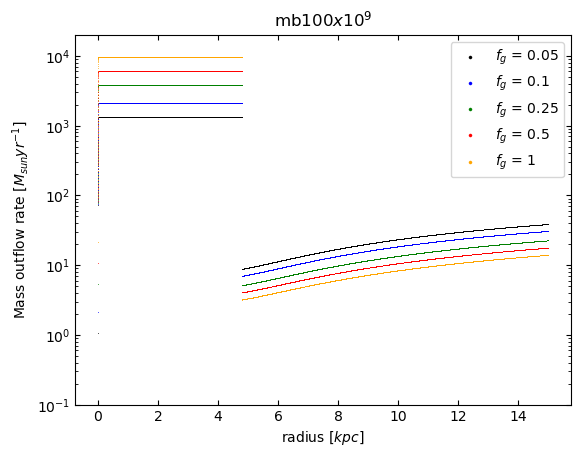 mb100x10⁹
Mass outflow rate [M_sun yr⁻¹]
10⁴
10³
10²
10¹
10⁰
10⁻¹
f_g = 0.05
f_g = 0.1
f_g = 0.25
f_g = 0.5
f_g = 1
0 2 4 6 8 10 12 14
radius [kpc]